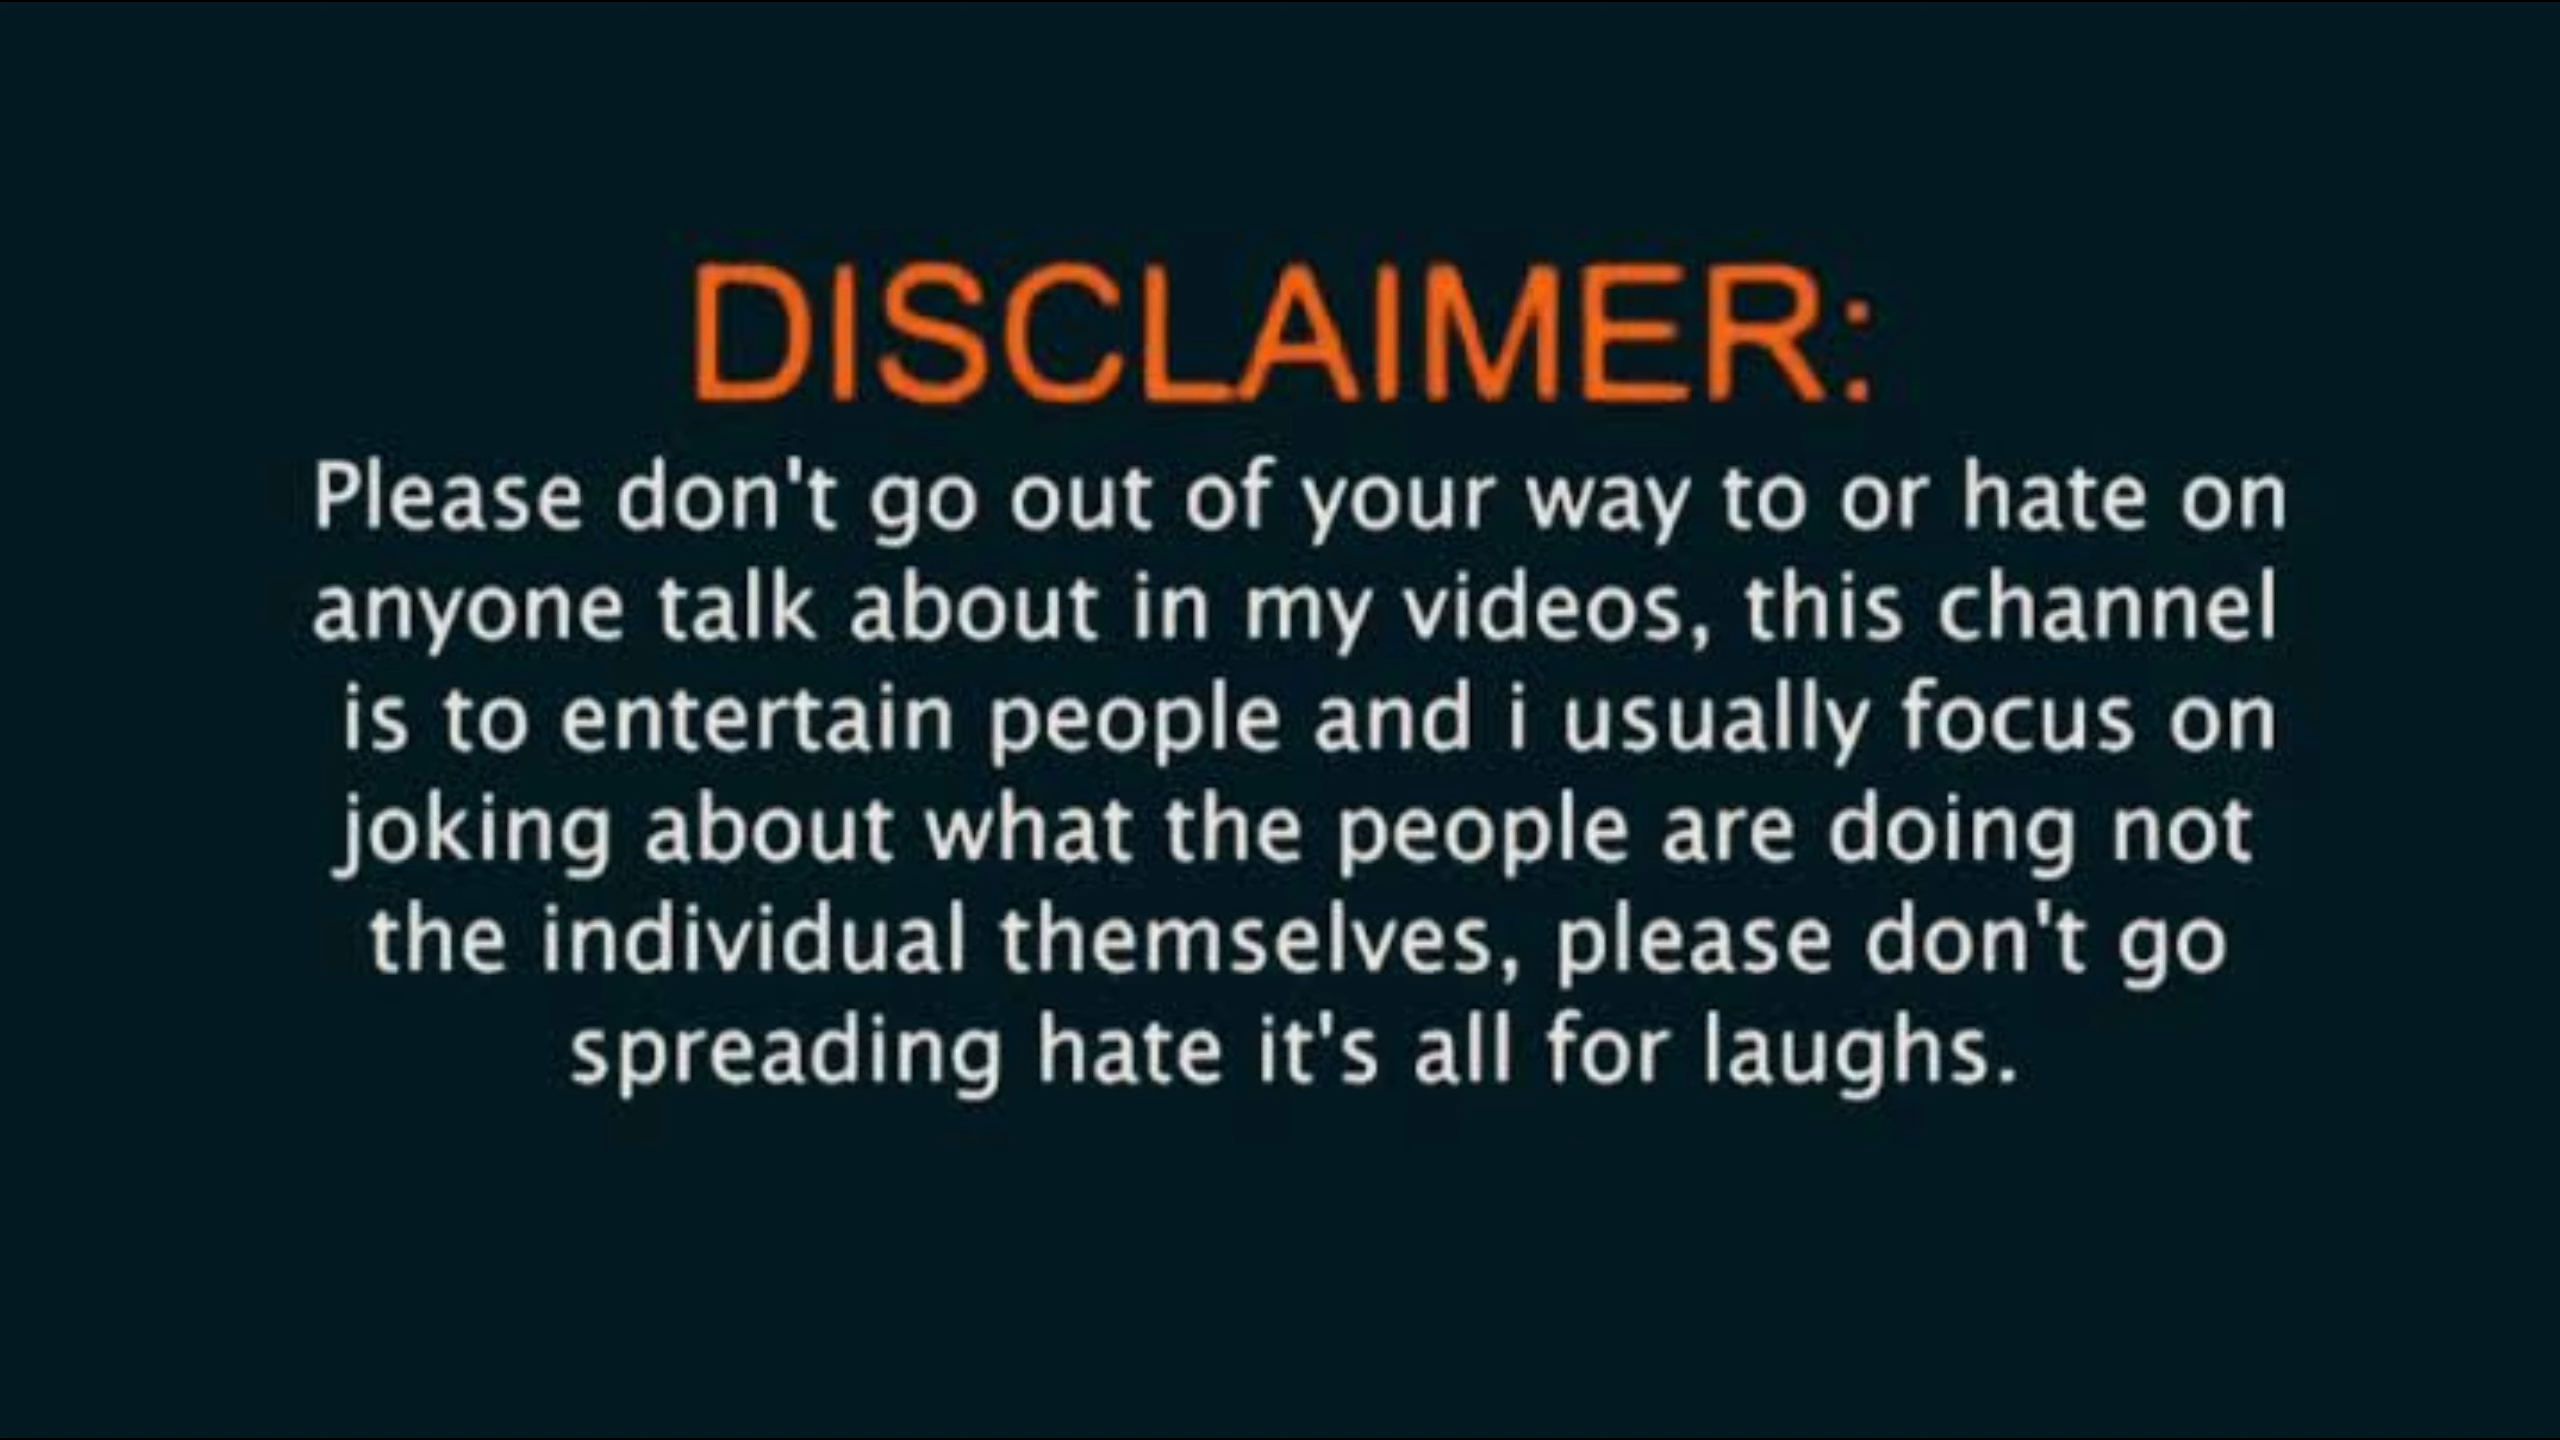 DISCLAIMER:
Please don't go out of your way to or hate on
anyone talk about in my videos, this channel
is to entertain people and i usually focus on
joking about what the people are doing not
the individual themselves, please don't go
spreading hate it's all for laughs.